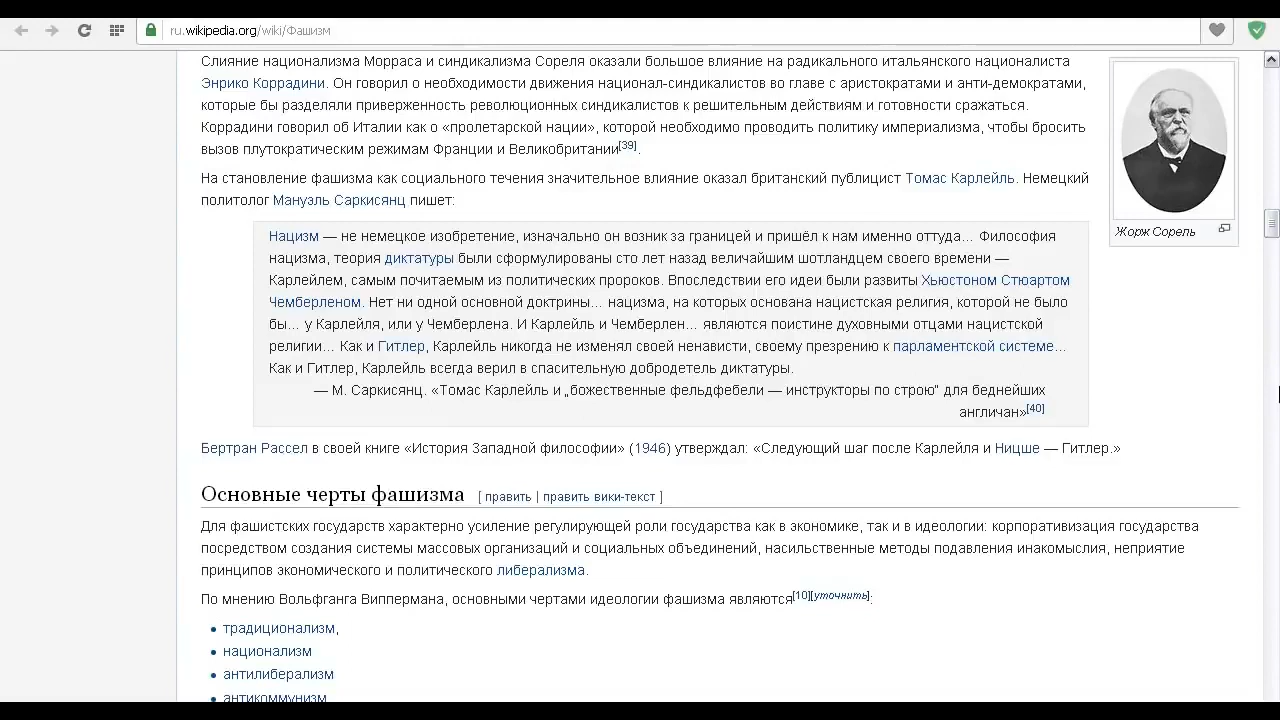 ru.wikipedia.org/wiki/Фашизм
Слияние национализма Морраса и синдикализма Сореля оказали большое влияние на радикального итальянского националиста
Энрико Коррадини. Он говорил о необходимости движения национал-синдикалистов во главе с аристократами и анти-демократами,
которые бы разделяли приверженность революционных синдикалистов к решительным действиям и готовности сражаться.
Коррадини говорил об Италии как о «пролетарской нации», которой необходимо проводить политику империализма, чтобы бросить
вызов плутократическим режимам Франции и Великобритании[39].
На становление фашизма как социального течения значительное влияние оказал британский публицист Томас Карлейль. Немецкий
политолог Мануэль Саркисянц пишет:
Нацизм — не немецкое изобретение, изначально он возник за границей и пришёл к нам именно оттуда… Философия
нацизма, теория диктатуры были сформулированы сто лет назад величайшим шотландцем своего времени —
Карлейлем, самым почитаемым из политических пророков. Впоследствии его идеи были развиты Хьюстоном Стюартом
Чемберленом. Нет ни одной основной доктрины… нацизма, на которых основана нацистская религия, которой не было
бы… у Карлейля, или у Чемберлена. И Карлейль и Чемберлен… являются поистине духовными отцами нацистской
религии… Как и Гитлер, Карлейль никогда не изменял своей ненависти, своему презрению к парламентской системе…
Как и Гитлер, Карлейль всегда верил в спасительную добродетель диктатуры.
— М. Саркисянц. «Томас Карлейль и „божественные фельдфебели — инструкторы по строю“ для беднейших
англичан»[40]
Жорж Сорель
Бертран Рассел в своей книге «История Западной философии» (1946) утверждал: «Следующий шаг после Карлейля и Ницше — Гитлер.»
Основные черты фашизма [ править | править вики-текст ]
Для фашистских государств характерно усиление регулирующей роли государства как в экономике, так и в идеологии: корпоративизация государства
посредством создания системы массовых организаций и социальных объединений, насильственные методы подавления инакомыслия, неприятие
принципов экономического и политического либерализма.
По мнению Вольфганга Виппермана, основными чертами идеологии фашизма являются[10][уточнить]:
традиционализм,
национализм
антилиберализм
антикоммунизм